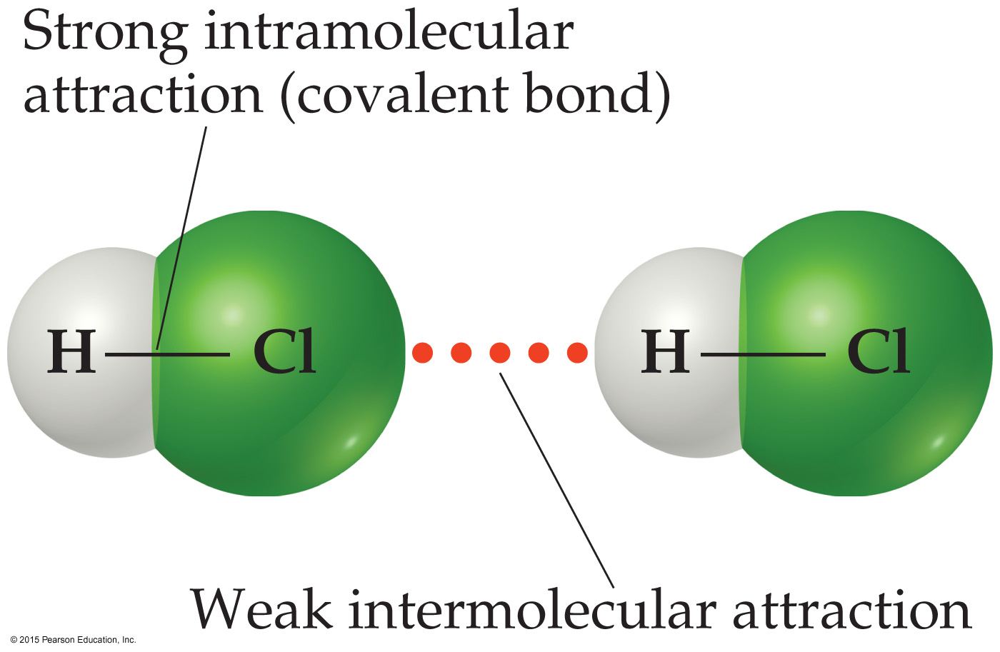 Strong intramolecular
attraction (covalent bond)
H Cl H Cl
Weak intermolecular attraction
© 2015 Pearson Education, Inc.